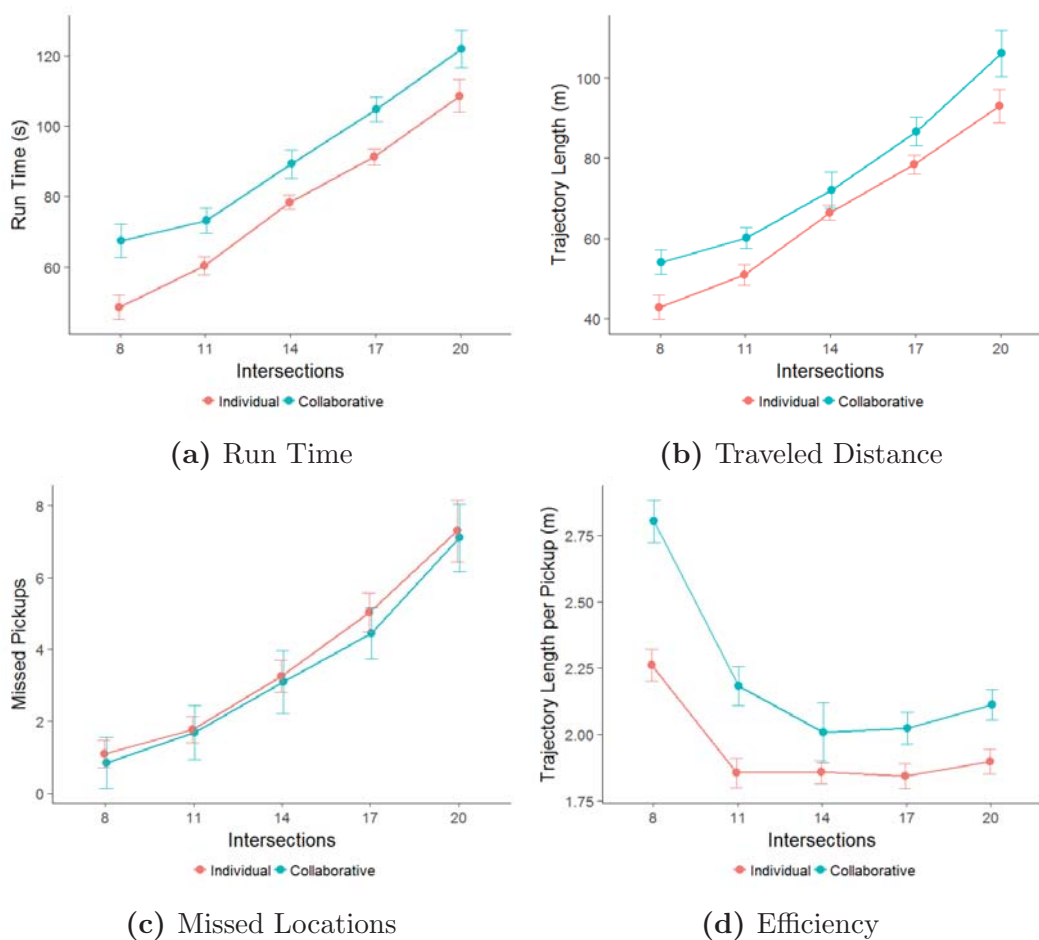 Run Time (s)
120
100
80
60
8 11 14 17 20
Intersections
Individual Collaborative
(a) Run Time
Trajectory Length (m)
100
80
60
40
8 11 14 17 20
Intersections
Individual Collaborative
(b) Traveled Distance
Missed Pickups
8
6
4
2
0
8 11 14 17 20
Intersections
Individual Collaborative
(c) Missed Locations
Trajectory Length per Pickup (m)
2.75
2.50
2.25
2.00
1.75
8 11 14 17 20
Intersections
Individual Collaborative
(d) Efficiency